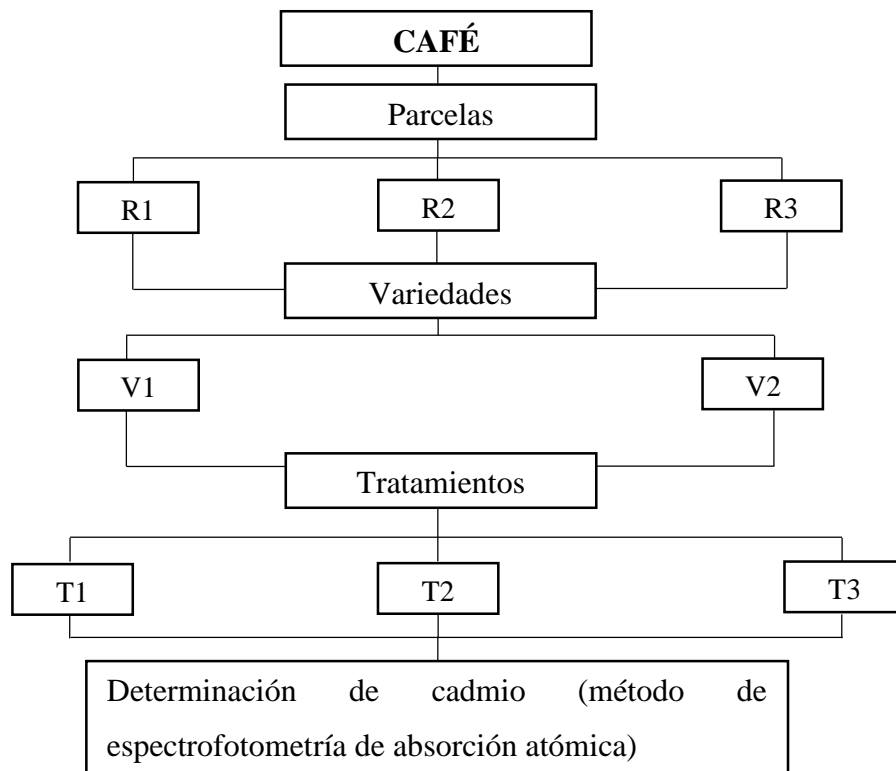 CAFÉ
Parcelas
R1
R2
R3
Variedades
V1
V2
Tratamientos
T1
T2
T3
Determinación de cadmio (método de
espectrofotometría de absorción atómica)